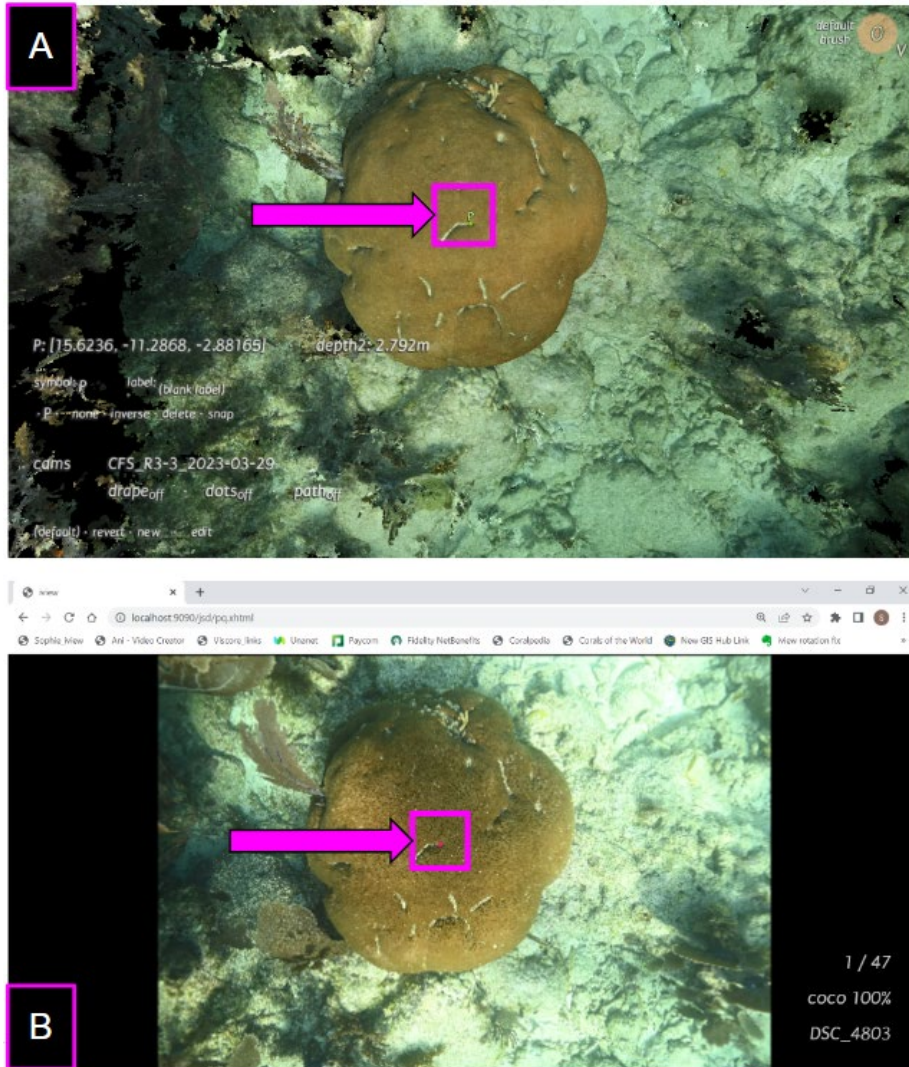 A
default
brush
V
P
P: [15.6236, -11.2868, -2.88165] depth2: 2.792m
symbol: P label: (blank label)
· P · none · inverse · delete · snap
cams CFS_R3-3_2023-03-29
drape off · dots off path off
(default) · revert · new edit
localhost:9090/jsd/pq.xhtml
Sophie_Mew Ani - Video Creator Viscore_links Unanet Paycom Fidelity NetBenefits Coralpedia Corals of the World New GIS Hub Link Mew rotation fix
1 / 47
coco 100%
DSC_4803
B